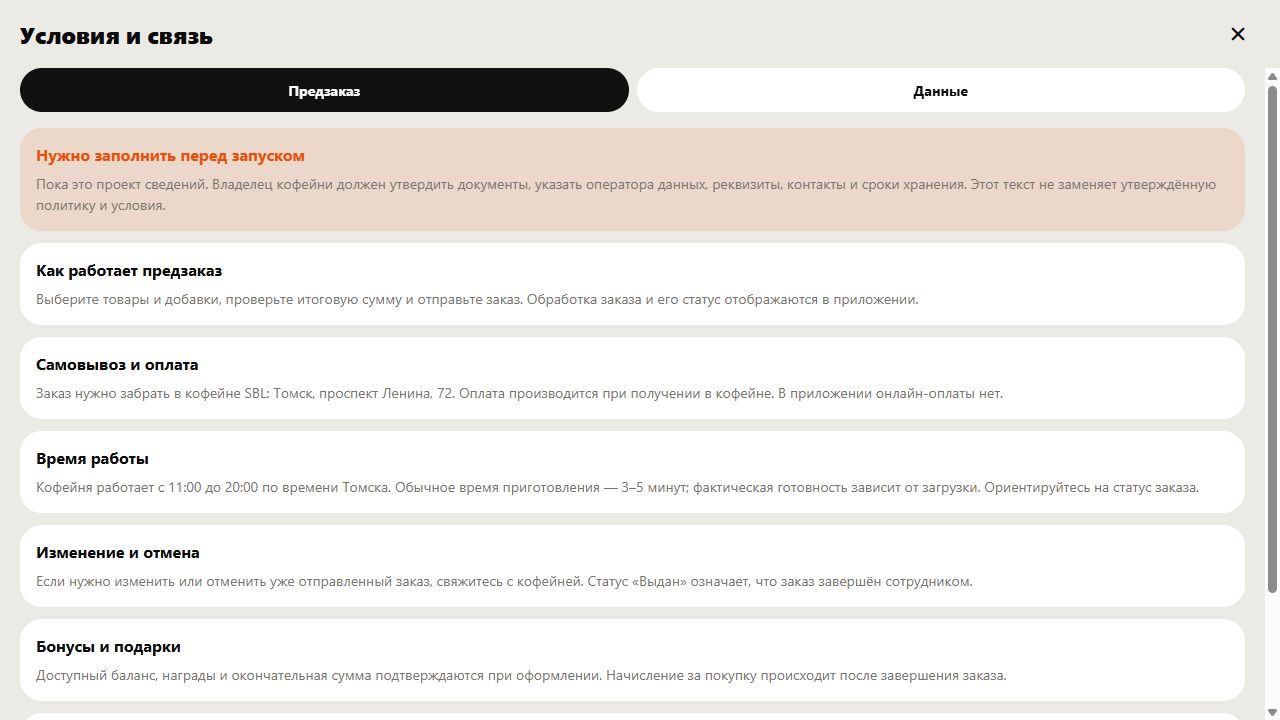 Условия и связь
Предзаказ
Данные
Нужно заполнить перед запуском
Пока это проект сведений. Владелец кофейни должен утвердить документы, указать оператора данных, реквизиты, контакты и сроки хранения. Этот текст не заменяет утверждённую
политику и условия.
Как работает предзаказ
Выберите товары и добавки, проверьте итоговую сумму и отправьте заказ. Обработка заказа и его статус отображаются в приложении.
Самовывоз и оплата
Заказ нужно забрать в кофейне SBL: Томск, проспект Ленина, 72. Оплата производится при получении в кофейне. В приложении онлайн-оплаты нет.
Время работы
Кофейня работает с 11:00 до 20:00 по времени Томска. Обычное время приготовления — 3–5 минут; фактическая готовность зависит от загрузки. Ориентируйтесь на статус заказа.
Изменение и отмена
Если нужно изменить или отменить уже отправленный заказ, свяжитесь с кофейней. Статус «Выдан» означает, что заказ завершён сотрудником.
Бонусы и подарки
Доступный баланс, награды и окончательная сумма подтверждаются при оформлении. Начисление за покупку происходит после завершения заказа.